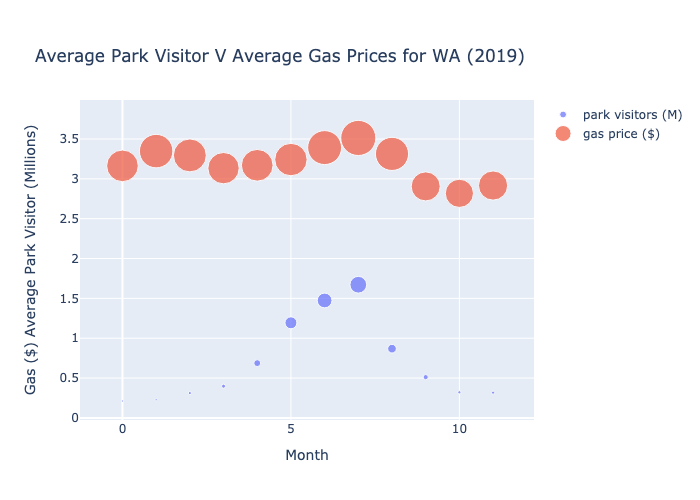 Average Park Visitor V Average Gas Prices for WA (2019)
park visitors (M)
gas price ($)
Gas ($) Average Park Visitor (Millions)
3.5
3
2.5
2
1.5
1
0.5
0
0 5 10
Month